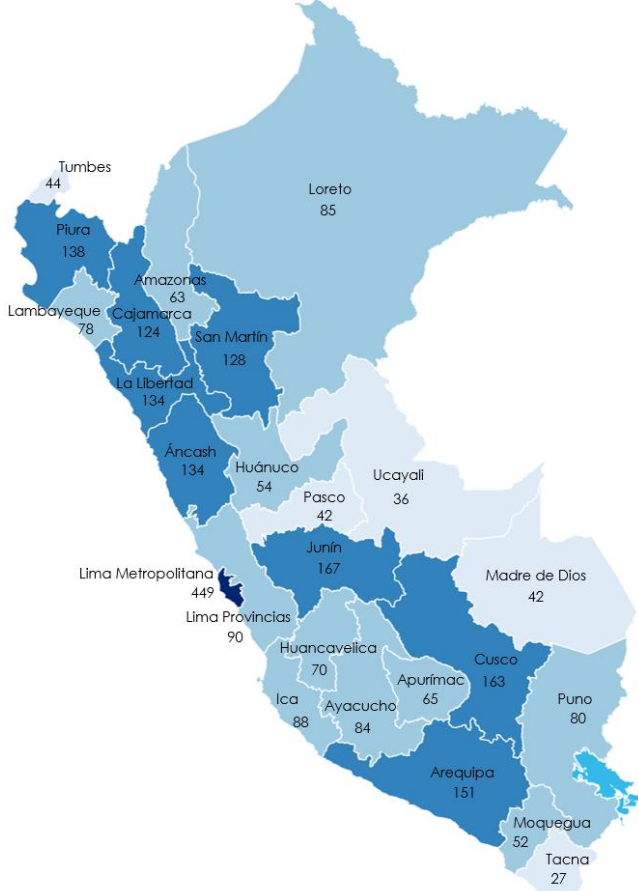 Tumbes
44
Loreto
85
Piura
138
Amazonas
63
Lambayeque
78
Cajamarca
124
San Martín
128
La Libertad
134
Áncash
134
Huánuco
54
Ucayali
36
Pasco
42
Junín
167
Madre de Dios
42
Lima Metropolitana
449
Lima Provincias
90
Huancavelica
70
Cusco
163
Apurímac
65
Ica
88
Ayacucho
84
Puno
80
Arequipa
151
Moquegua
52
Tacna
27